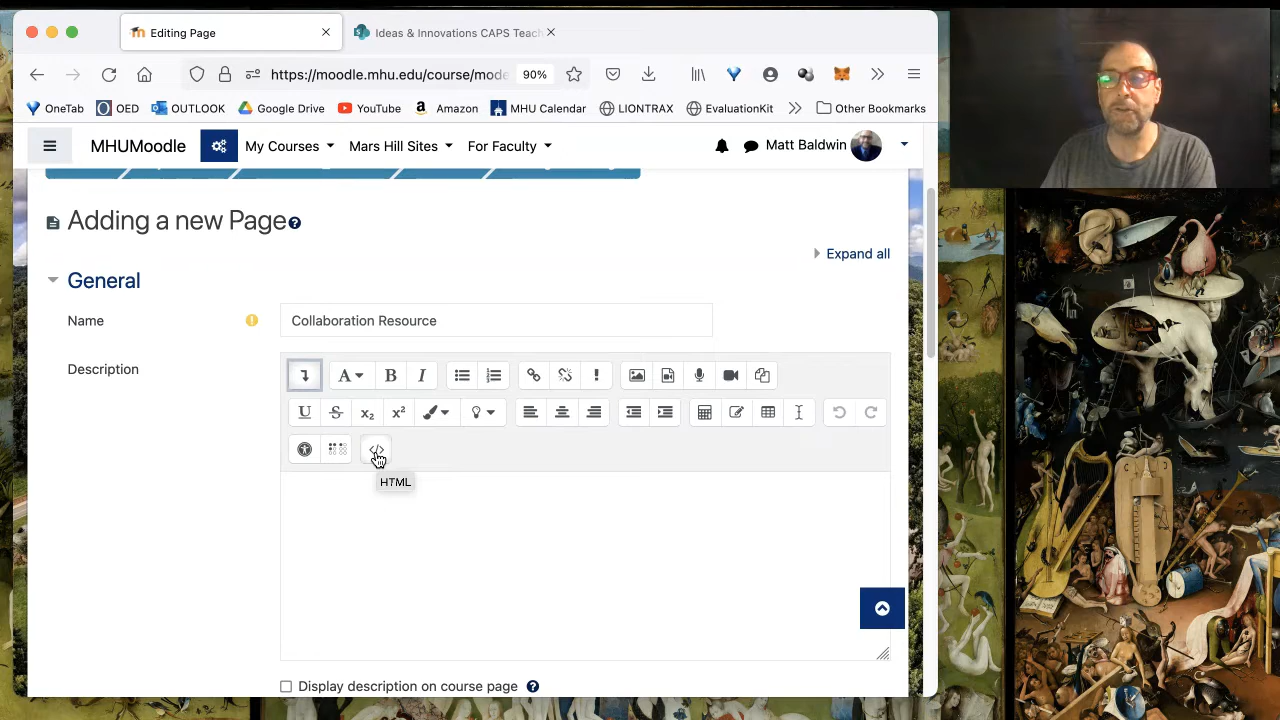 Editing Page
Ideas & Innovations CAPS Teach
https://moodle.mhu.edu/course/mode
90%
OneTab OED OUTLOOK Google Drive YouTube Amazon MHU Calendar LIONTRAX EvaluationKit Other Bookmarks
MHUMoodle My Courses Mars Hill Sites For Faculty Matt Baldwin
Adding a new Page
Expand all
General
Name
Collaboration Resource
Description
HTML
Display description on course page